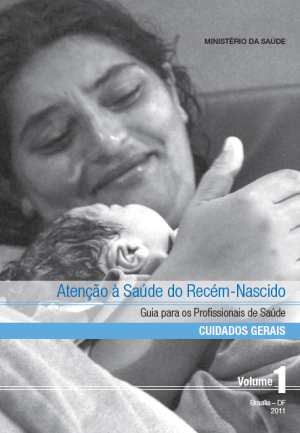 MINISTÉRIO DA SAÚDE
Atenção à Saúde do Recém-Nascido
Guia para os Profissionais de Saúde
CUIDADOS GERAIS
Volume 1
Brasília – DF
2011